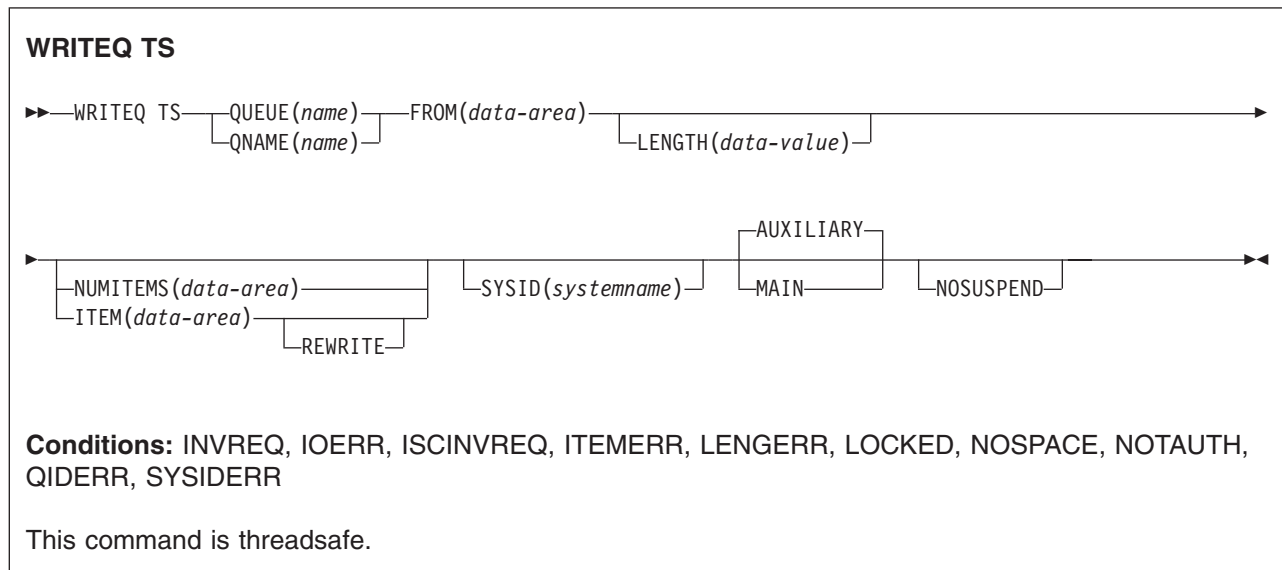 WRITEQ TS
WRITEQ TS QUEUE(name) FROM(data-area)
QNAME(name) LENGTH(data-value)
AUXILIARY
NUMITEMS(data-area) SYSID(systemname) MAIN NOSUSPEND
ITEM(data-area)
REWRITE
Conditions: INVREQ, IOERR, ISCINVREQ, ITEMERR, LENGERR, LOCKED, NOSPACE, NOTAUTH,
QIDERR, SYSIDERR
This command is threadsafe.